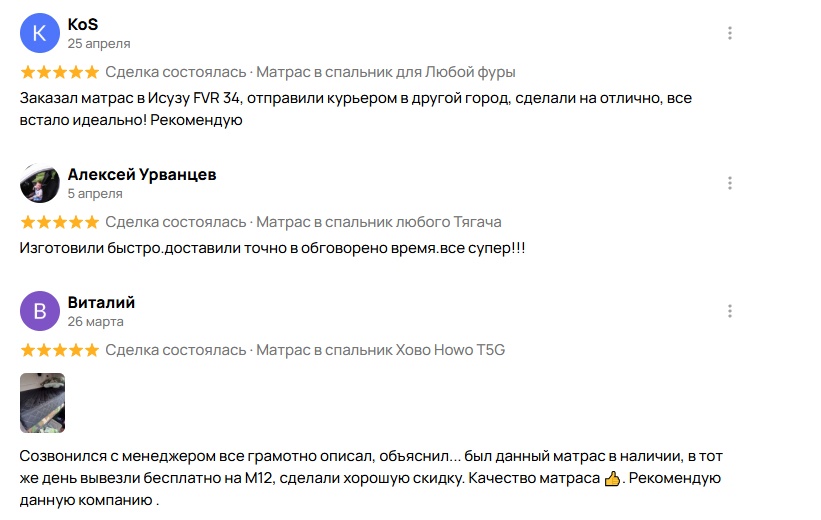 K
KoS
25 апреля
Сделка состоялась · Матрас в спальник для Любой фуры
Заказал матрас в Исузу FVR 34, отправили курьером в другой город, сделали на отлично, все
встало идеально! Рекомендую
Алексей Урванцев
5 апреля
Сделка состоялась · Матрас в спальник любого Тягача
Изготовили быстро.доставили точно в обговорено время.все супер!!!
В
Виталий
26 марта
Сделка состоялась · Матрас в спальник Хово Howo T5G
Созвонился с менеджером все грамотно описал, объяснил... был данный матрас в наличии, в тот
же день вывезли бесплатно на М12, сделали хорошую скидку. Качество матраса 👍. Рекомендую
данную компанию .